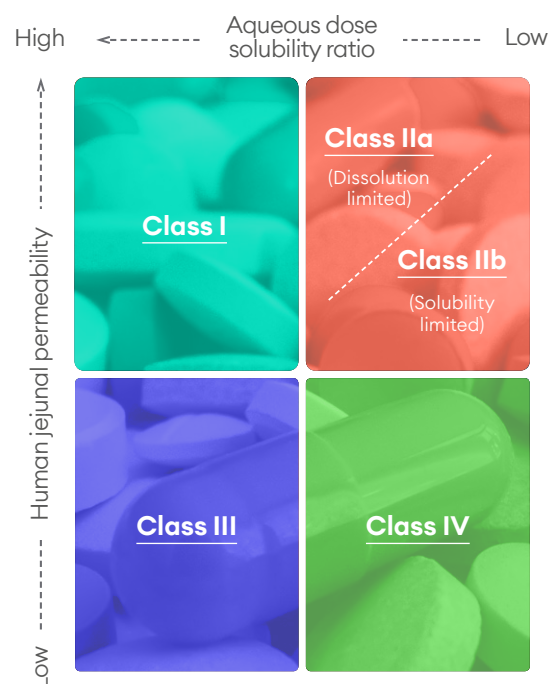 High
Aqueous dose
solubility ratio
Low
Human jejunal permeability
Class I
Class IIa
(Dissolution
limited)
Class IIb
(Solubility
limited)
Class III
Class IV
Low